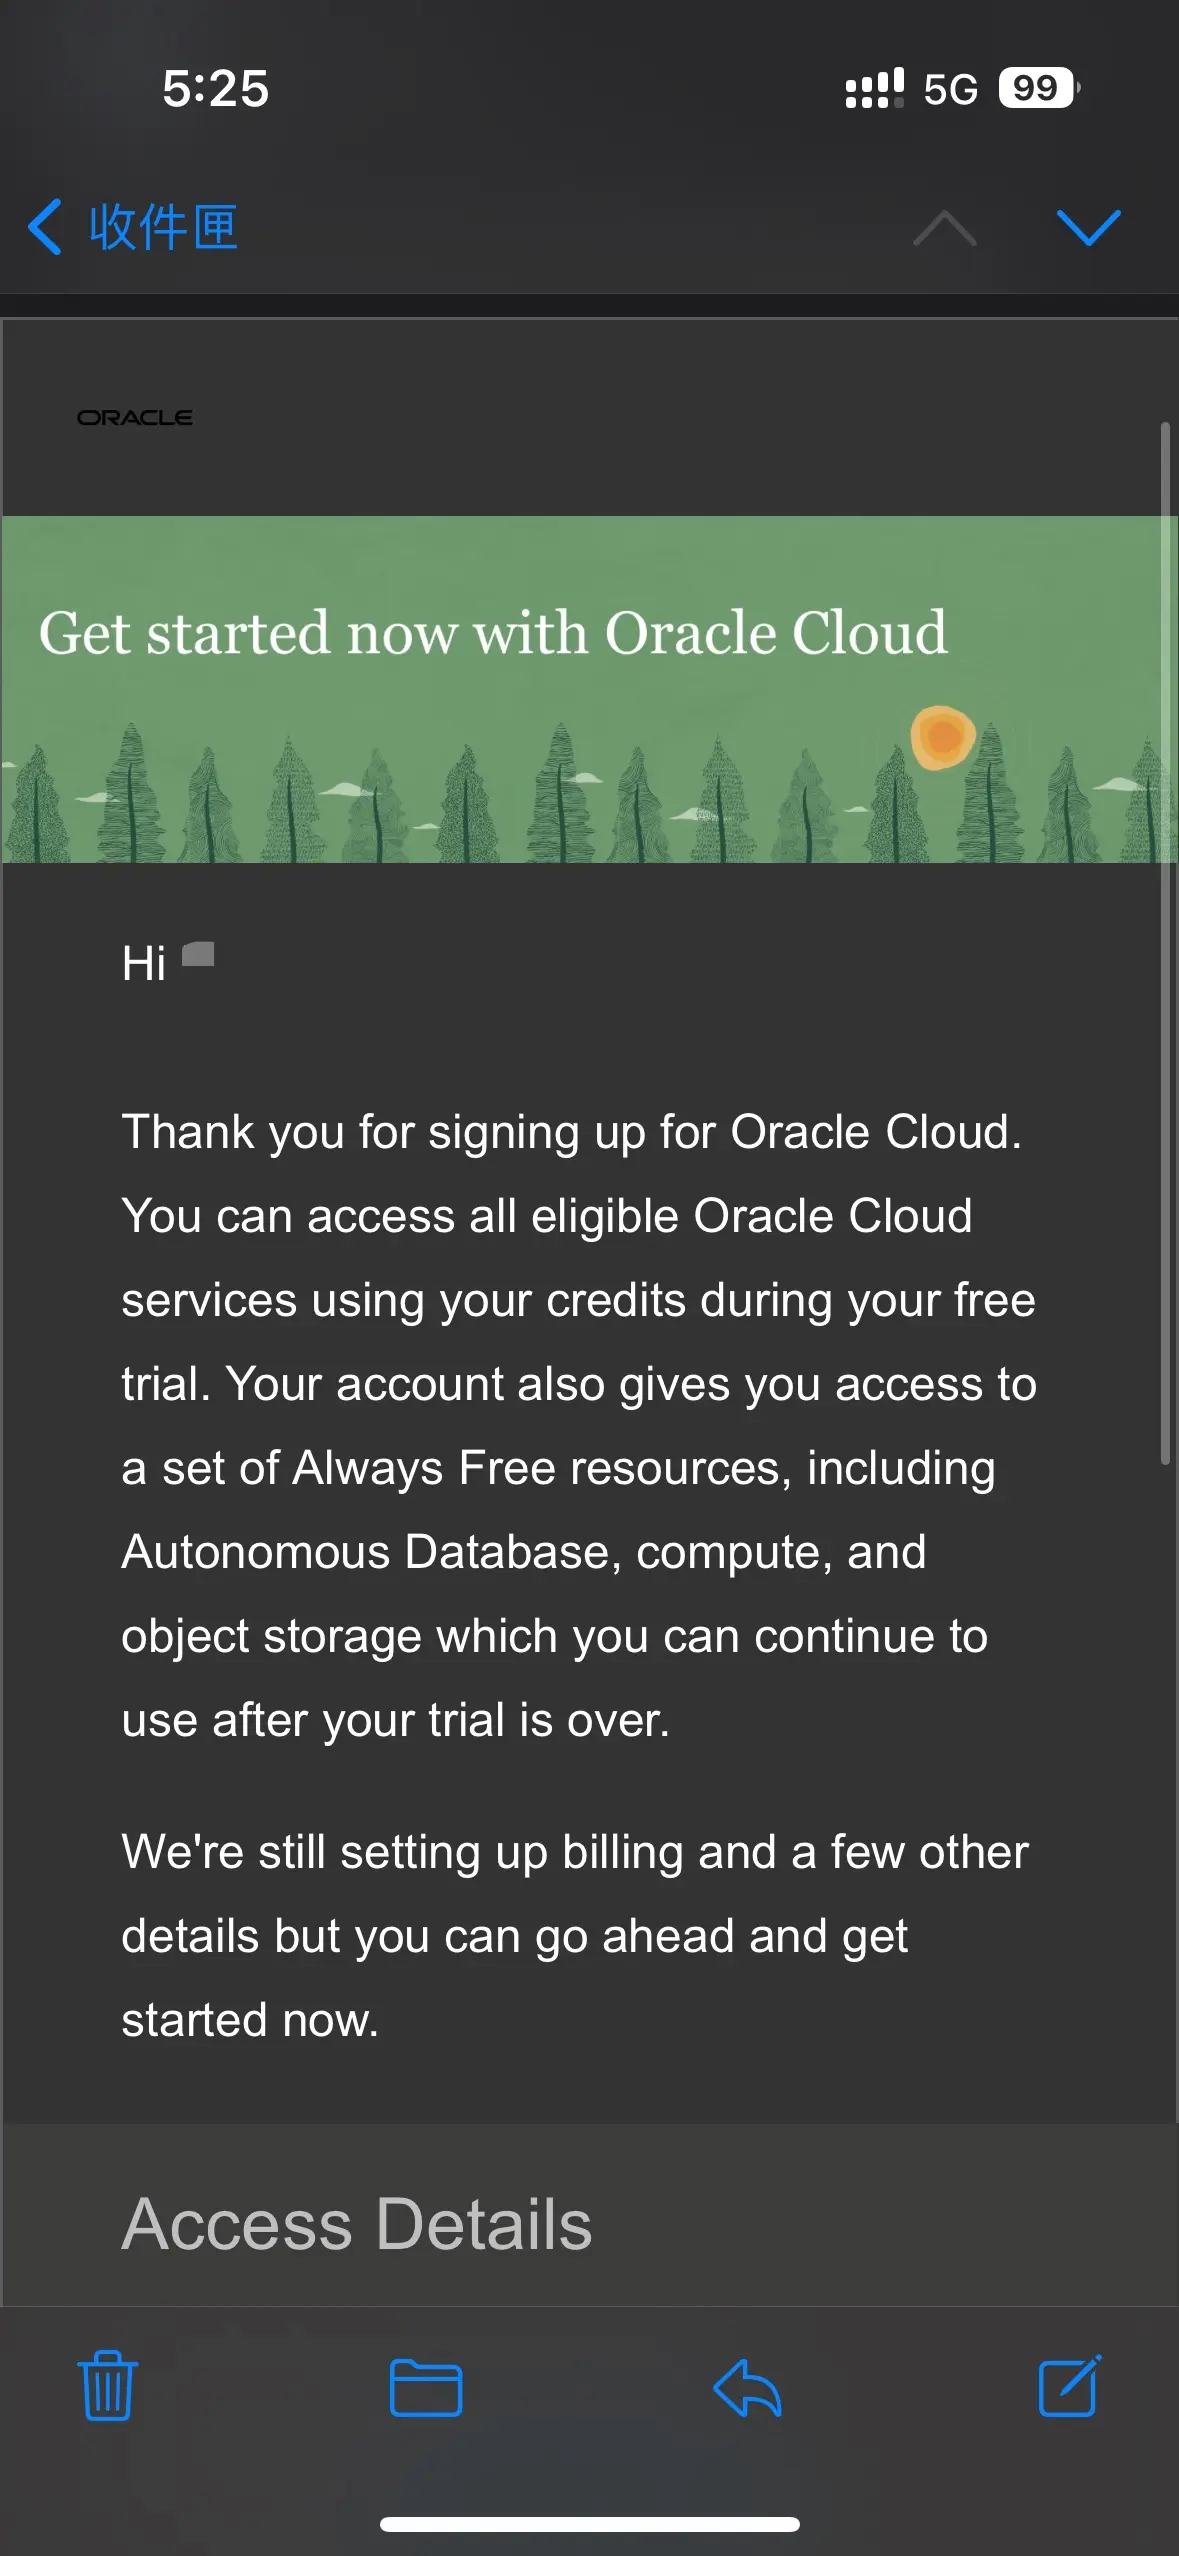 5:25
5G 99
收件匣
ORACLE
Get started now with Oracle Cloud
Hi
Thank you for signing up for Oracle Cloud.
You can access all eligible Oracle Cloud
services using your credits during your free
trial. Your account also gives you access to
a set of Always Free resources, including
Autonomous Database, compute, and
object storage which you can continue to
use after your trial is over.
We're still setting up billing and a few other
details but you can go ahead and get
started now.
Access Details